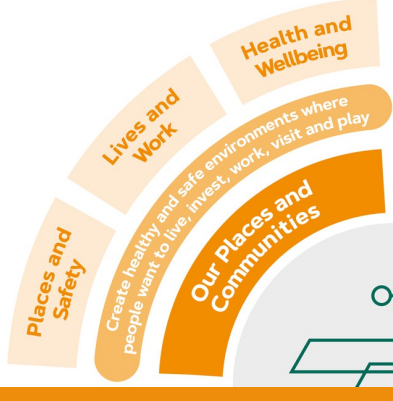 Health and
Wellbeing
Lives and
Work
Places and
Safety
Create healthy and safe environments where
people want to live, invest, work, visit and play
Our Places and
Communities